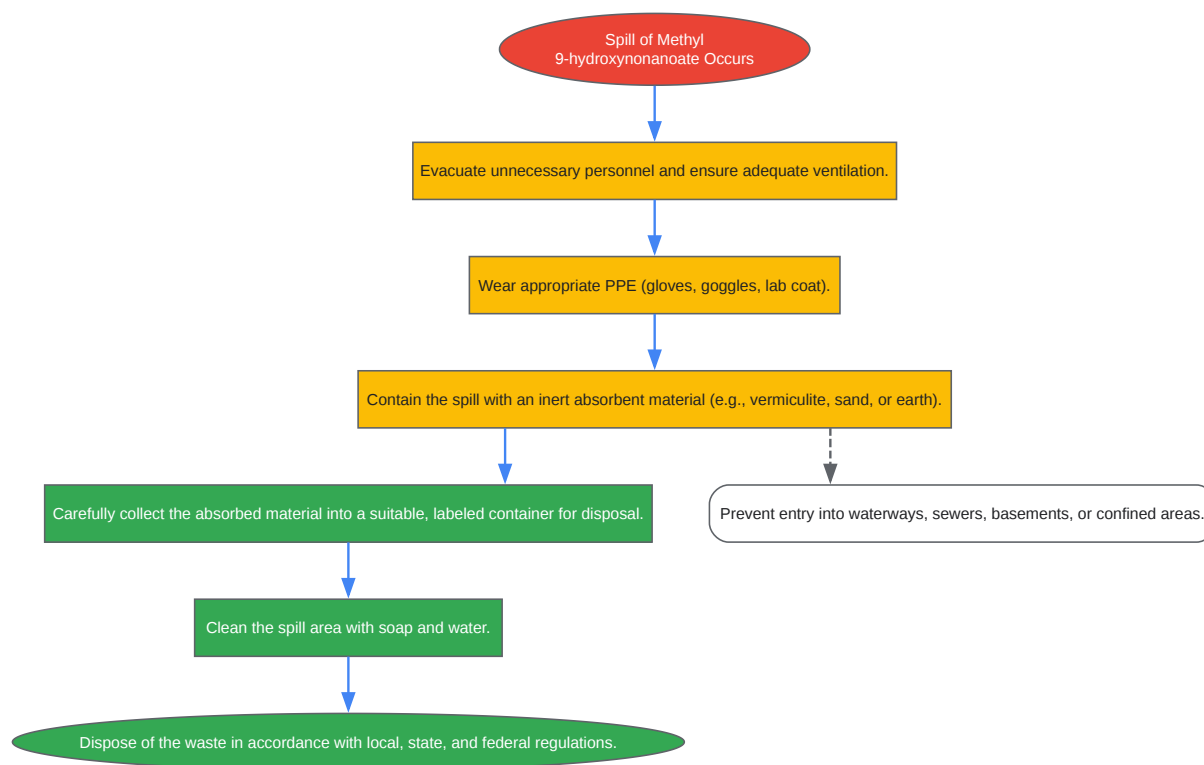 Spill of Methyl
9-hydroxynonanoate Occurs
Evacuate unnecessary personnel and ensure adequate ventilation.
Wear appropriate PPE (gloves, goggles, lab coat).
Contain the spill with an inert absorbent material (e.g., vermiculite, sand, or earth).
Carefully collect the absorbed material into a suitable, labeled container for disposal.
Prevent entry into waterways, sewers, basements, or confined areas.
Clean the spill area with soap and water.
Dispose of the waste in accordance with local, state, and federal regulations.